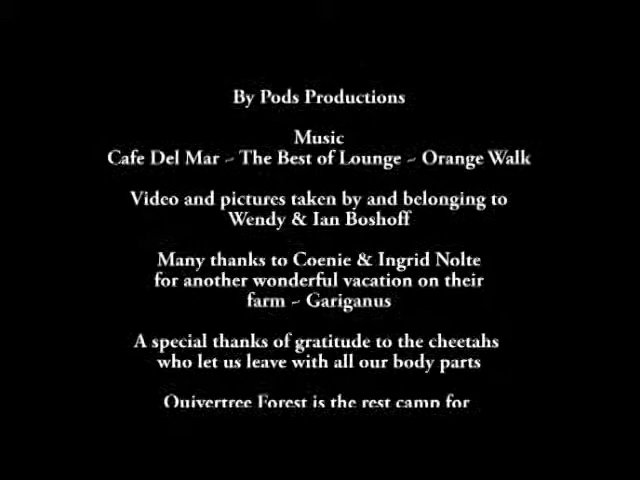 By Pods Productions
Music
Cafe Del Mar ~ The Best of Lounge ~ Orange Walk
Video and pictures taken by and belonging to
Wendy & Ian Boshoff
Many thanks to Coenie & Ingrid Nolte
for another wonderful vacation on their
farm ~ Gariganus
A special thanks of gratitude to the cheetahs
who let us leave with all our body parts
Quivertree Forest is the rest camp for